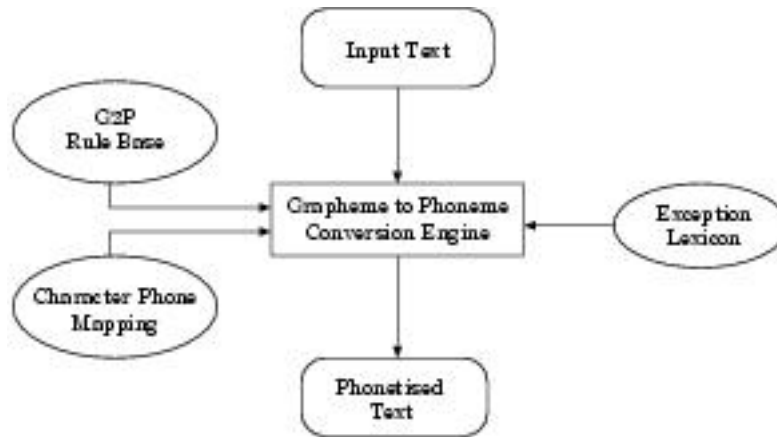 Input Text
G2P
Rule Base
Grapheme to Phoneme
Conversion Engine
Exception
Lexicon
Character Phone
Mapping
Phonetised
Text